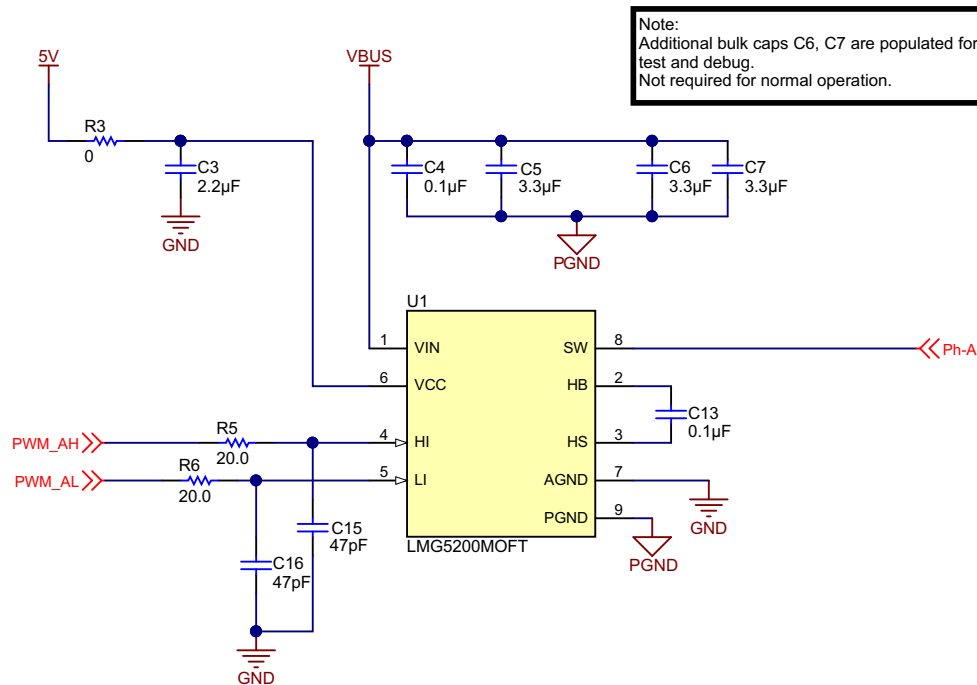 Note:
Additional bulk caps C6, C7 are populated for
test and debug.
Not required for normal operation.
5V
VBUS
R3
0
C3
2.2µF
GND
C4
0.1µF
C5
3.3µF
C6
3.3µF
C7
3.3µF
PGND
U1
1
VIN
SW
8
Ph-A
6
VCC
HB
2
C13
0.1µF
PWM_AH
R5
20.0
4
HI
HS
3
PWM_AL
R6
20.0
5
LI
AGND
7
GND
PGND
9
PGND
LMG5200MOFT
C15
47pF
C16
47pF
GND